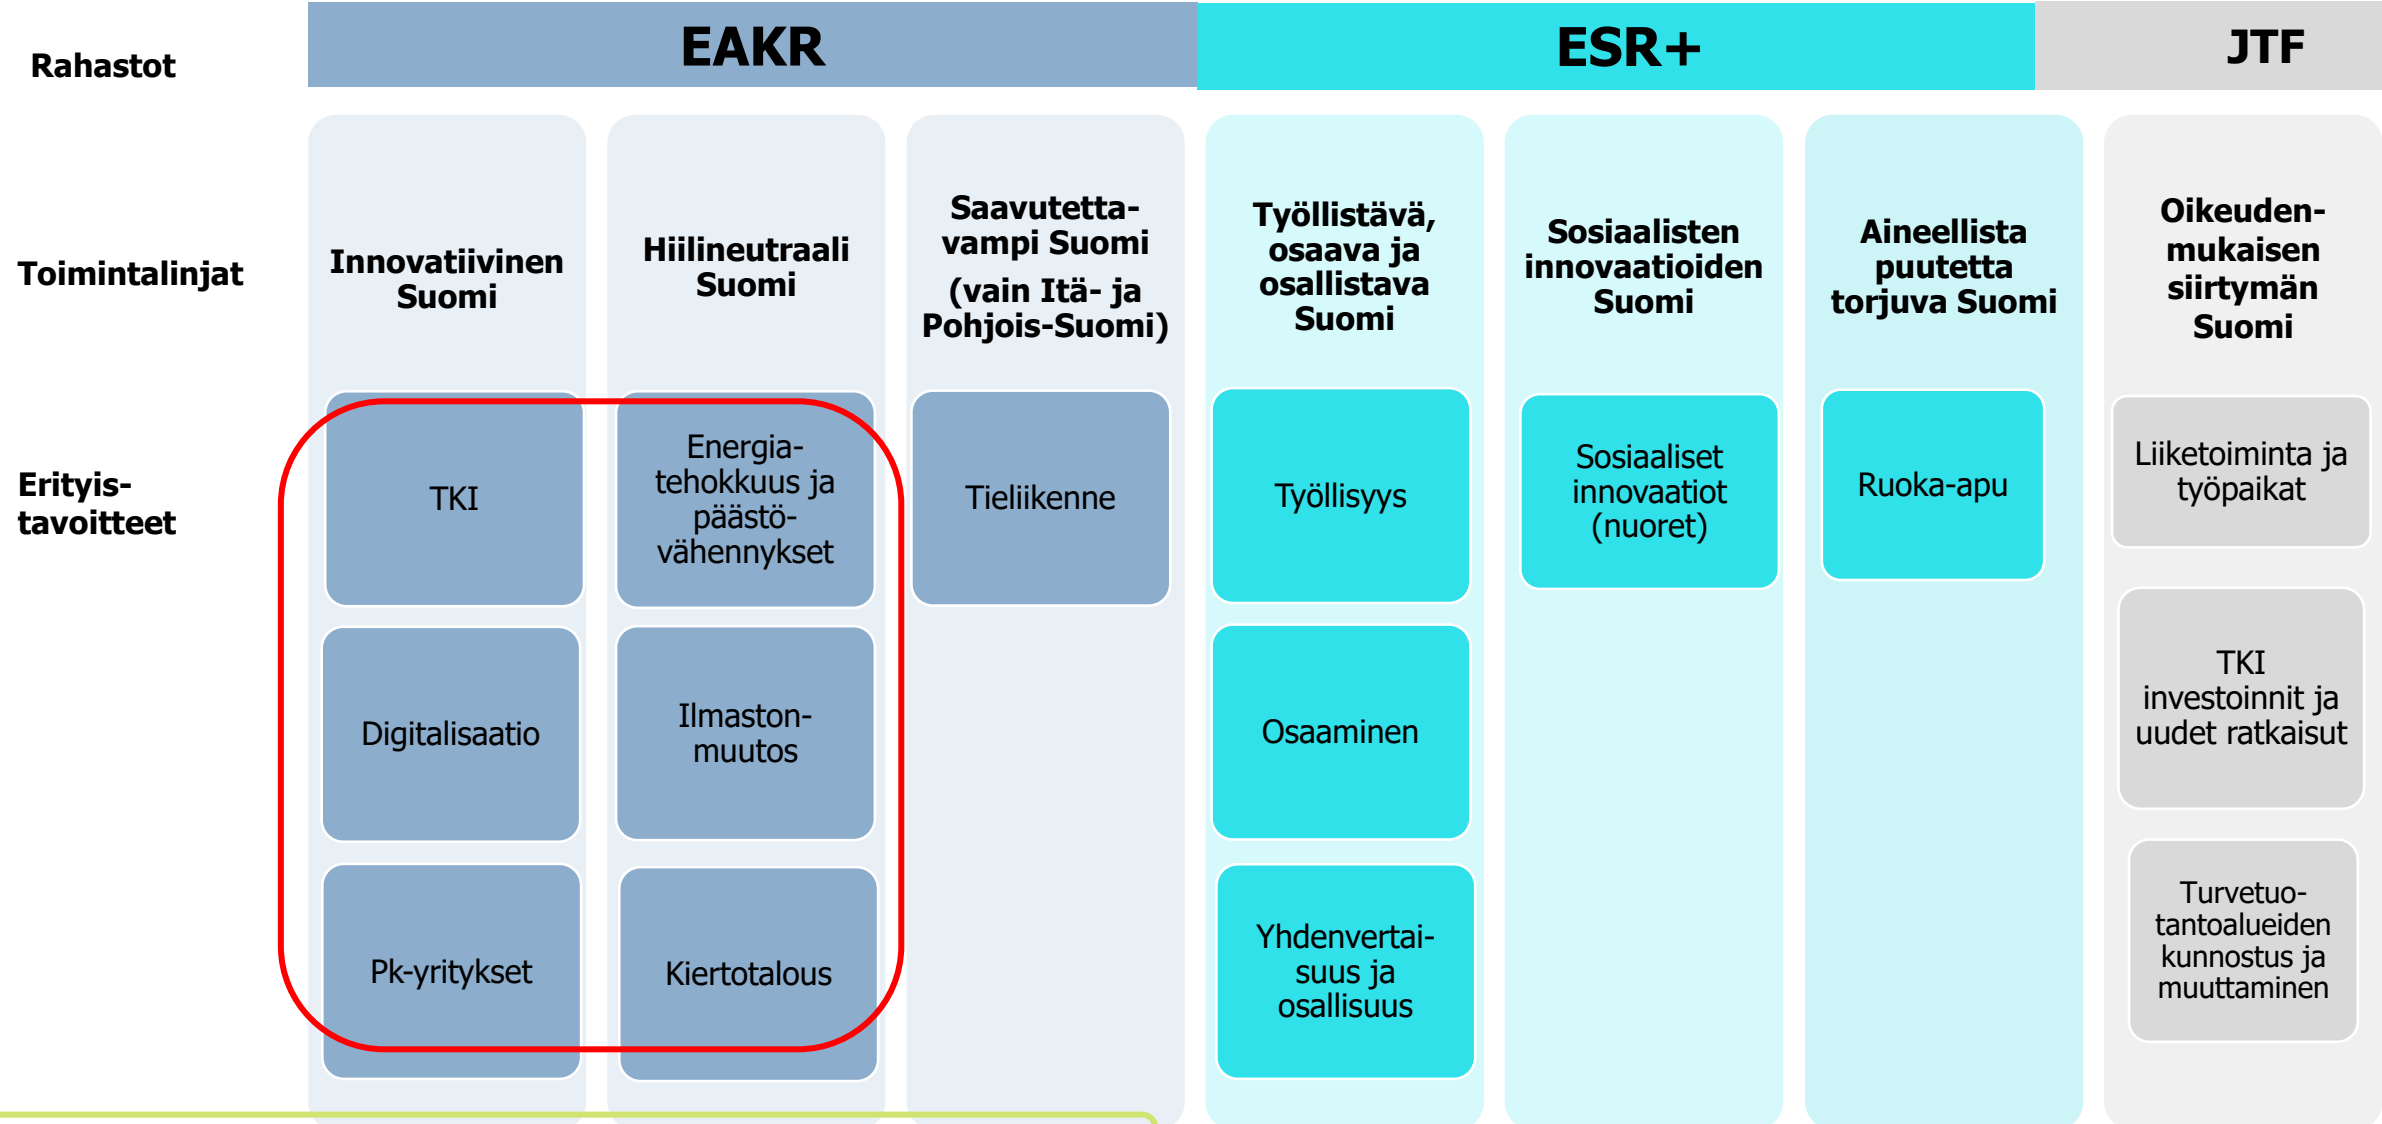 Rahastot
EAKR
ESR+
JTF
Toimintalinjat
Innovatiivinen
Suomi
Hiilineutraali
Suomi
Saavutetta-
vampi Suomi
(vain Itä- ja
Pohjois-Suomi)
Työllistävä,
osaava ja
osallistava
Suomi
Sosiaalisten
innovaatioiden
Suomi
Aineellista
puutetta
torjuva Suomi
Oikeuden-
mukaisen
siirtymän
Suomi
Erityis-
tavoitteet
TKI
Energia-
tehokkuus ja
päästö-
vähennykset
Tieliikenne
Työllisyys
Sosiaaliset
innovaatiot
(nuoret)
Ruoka-apu
Liiketoiminta ja
työpaikat
Digitalisaatio
Ilmaston-
muutos
Osaaminen
TKI
investoinnit ja
uudet ratkaisut
Pk-yritykset
Kiertotalous
Yhdenvertai-
suus ja
osallisuus
Turvetuo-
tantoalueiden
kunnostus ja
muuttaminen